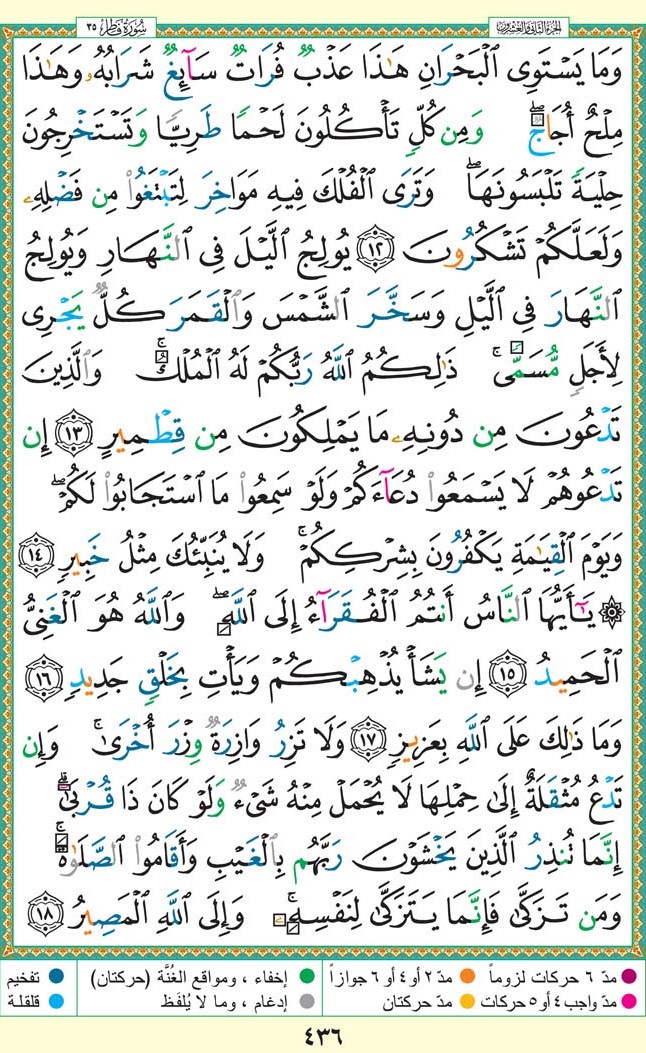 سُورَةُ فَاطِرٍ ٣٥
الجزء الثاني والعشرون
وَمَا يَسْتَوِى ٱلْبَحْرَانِ هَٰذَا عَذْبٌ فُرَاتٌ سَآئِغٌ شَرَابُهُۥ وَهَٰذَا
مِلْحٌ أُجَاجٌ ۖ وَمِن كُلٍّ تَأْكُلُونَ لَحْمًا طَرِيًّا وَتَسْتَخْرِجُونَ
حِلْيَةً تَلْبَسُونَهَا ۖ وَتَرَى ٱلْفُلْكَ فِيهِ مَوَاخِرَ لِتَبْتَغُوا۟ مِن فَضْلِهِۦ
وَلَعَلَّكُمْ تَشْكُرُونَ ١٢ يُولِجُ ٱلَّيْلَ فِى ٱلنَّهَارِ وَيُولِجُ
ٱلنَّهَارَ فِى ٱلَّيْلِ وَسَخَّرَ ٱلشَّمْسَ وَٱلْقَمَرَ كُلٌّ يَجْرِى
لِأَجَلٍ مُّسَمًّى ۚ ذَٰلِكُمُ ٱللَّهُ رَبُّكُمْ لَهُ ٱلْمُلْكُ ۚ وَٱلَّذِينَ
تَدْعُونَ مِن دُونِهِۦ مَا يَمْلِكُونَ مِن قِطْمِيرٍ ١٣ إِن
تَدْعُوهُمْ لَا يَسْمَعُوا۟ دُعَآءَكُمْ وَلَوْ سَمِعُوا۟ مَا ٱسْتَجَابُوا۟ لَكُمْ ۖ
وَيَوْمَ ٱلْقِيَٰمَةِ يَكْفُرُونَ بِشِرْكِكُمْ ۚ وَلَا يُنَبِّئُكَ مِثْلُ خَبِيرٍ ١٤
۞ يَٰٓأَيُّهَا ٱلنَّاسُ أَنتُمُ ٱلْفُقَرَآءُ إِلَى ٱللَّهِ ۖ وَٱللَّهُ هُوَ ٱلْغَنِىُّ
ٱلْحَمِيدُ ١٥ إِن يَشَأْ يُذْهِبْكُمْ وَيَأْتِ بِخَلْقٍ جَدِيدٍ ١٦
وَمَا ذَٰلِكَ عَلَى ٱللَّهِ بِعَزِيزٍ ١٧ وَلَا تَزِرُ وَازِرَةٌ وِزْرَ أُخْرَىٰ ۚ وَإِن
تَدْعُ مُثْقَلَةٌ إِلَىٰ حِمْلِهَا لَا يُحْمَلْ مِنْهُ شَىْءٌ وَلَوْ كَانَ ذَا قُرْبَىٰٓ ۗ
إِنَّمَا تُنذِرُ ٱلَّذِينَ يَخْشَوْنَ رَبَّهُم بِٱلْغَيْبِ وَأَقَامُوا۟ ٱلصَّلَوٰةَ ۚ
وَمَن تَزَكَّىٰ فَإِنَّمَا يَتَزَكَّىٰ لِنَفْسِهِۦ ۚ وَإِلَى ٱللَّهِ ٱلْمَصِيرُ ١٨
مدّ ٦ حركات لزوماً مدّ ٢ أو ٤ أو ٦ جوازاً إخفاء ، ومواقع الغُنَّة (حركتان) تفخيم
مدّ واجب ٤ أو ٥ حركات مدّ حركتان إدغام ، وما لا يُلفَظ قلقلة
٤٣٦